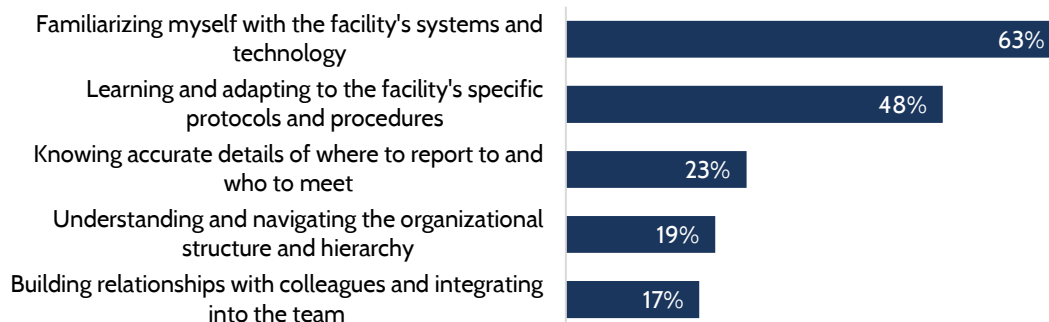 Familiarizing myself with the facility's systems and
technology
63%
Learning and adapting to the facility's specific
protocols and procedures
48%
Knowing accurate details of where to report to and
who to meet
23%
Understanding and navigating the organizational
structure and hierarchy
19%
Building relationships with colleagues and integrating
into the team
17%